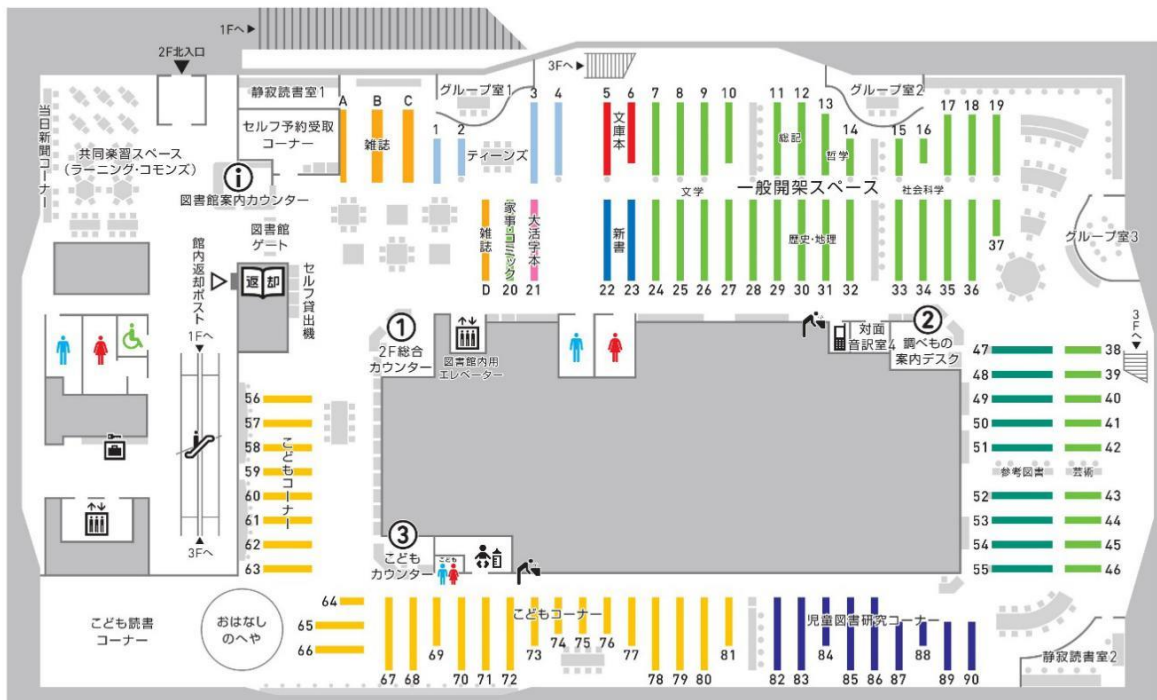 1Fへ▶
2F北入口
3Fへ▶
静寂読書室1
A
B
C
グループ室1
3
4
5
6
7
8
9
10
11
12
13
14
グループ室2
15
16
17
18
19
当日新聞コーナー
セルフ予約受取
コーナー
雑誌
1
2
ティーンズ
文庫本
総記
哲学
共同楽習スペース
(ラーニング・コモンズ)
i
図書館案内カウンター
文学
一般開架スペース
社会科学
図書館
ゲート
雑誌
家事・コミック
大活字本
新書
歴史・地理
37
グループ室3
館内返却ポスト
返却
セルフ貸出機
D
20
21
22
23
24
25
26
27
28
29
30
31
32
33
34
35
36
1Fへ
①
2F総合
カウンター
図書館内用
エレベーター
対面
音訳室4
②
調べもの
案内デスク
3Fへ
47
38
48
39
49
40
50
41
51
42
参考図書
芸術
52
43
53
44
54
45
55
46
56
57
58
59
60
61
62
63
こどもコーナー
3Fへ
③
こども
カウンター
こども
64
65
66
こども読書
コーナー
おはなし
のへや
こどもコーナー
児童図書研究コーナー
静寂読書室2
67
68
69
70
71
72
73
74
75
76
77
78
79
80
81
82
83
84
85
86
87
88
89
90